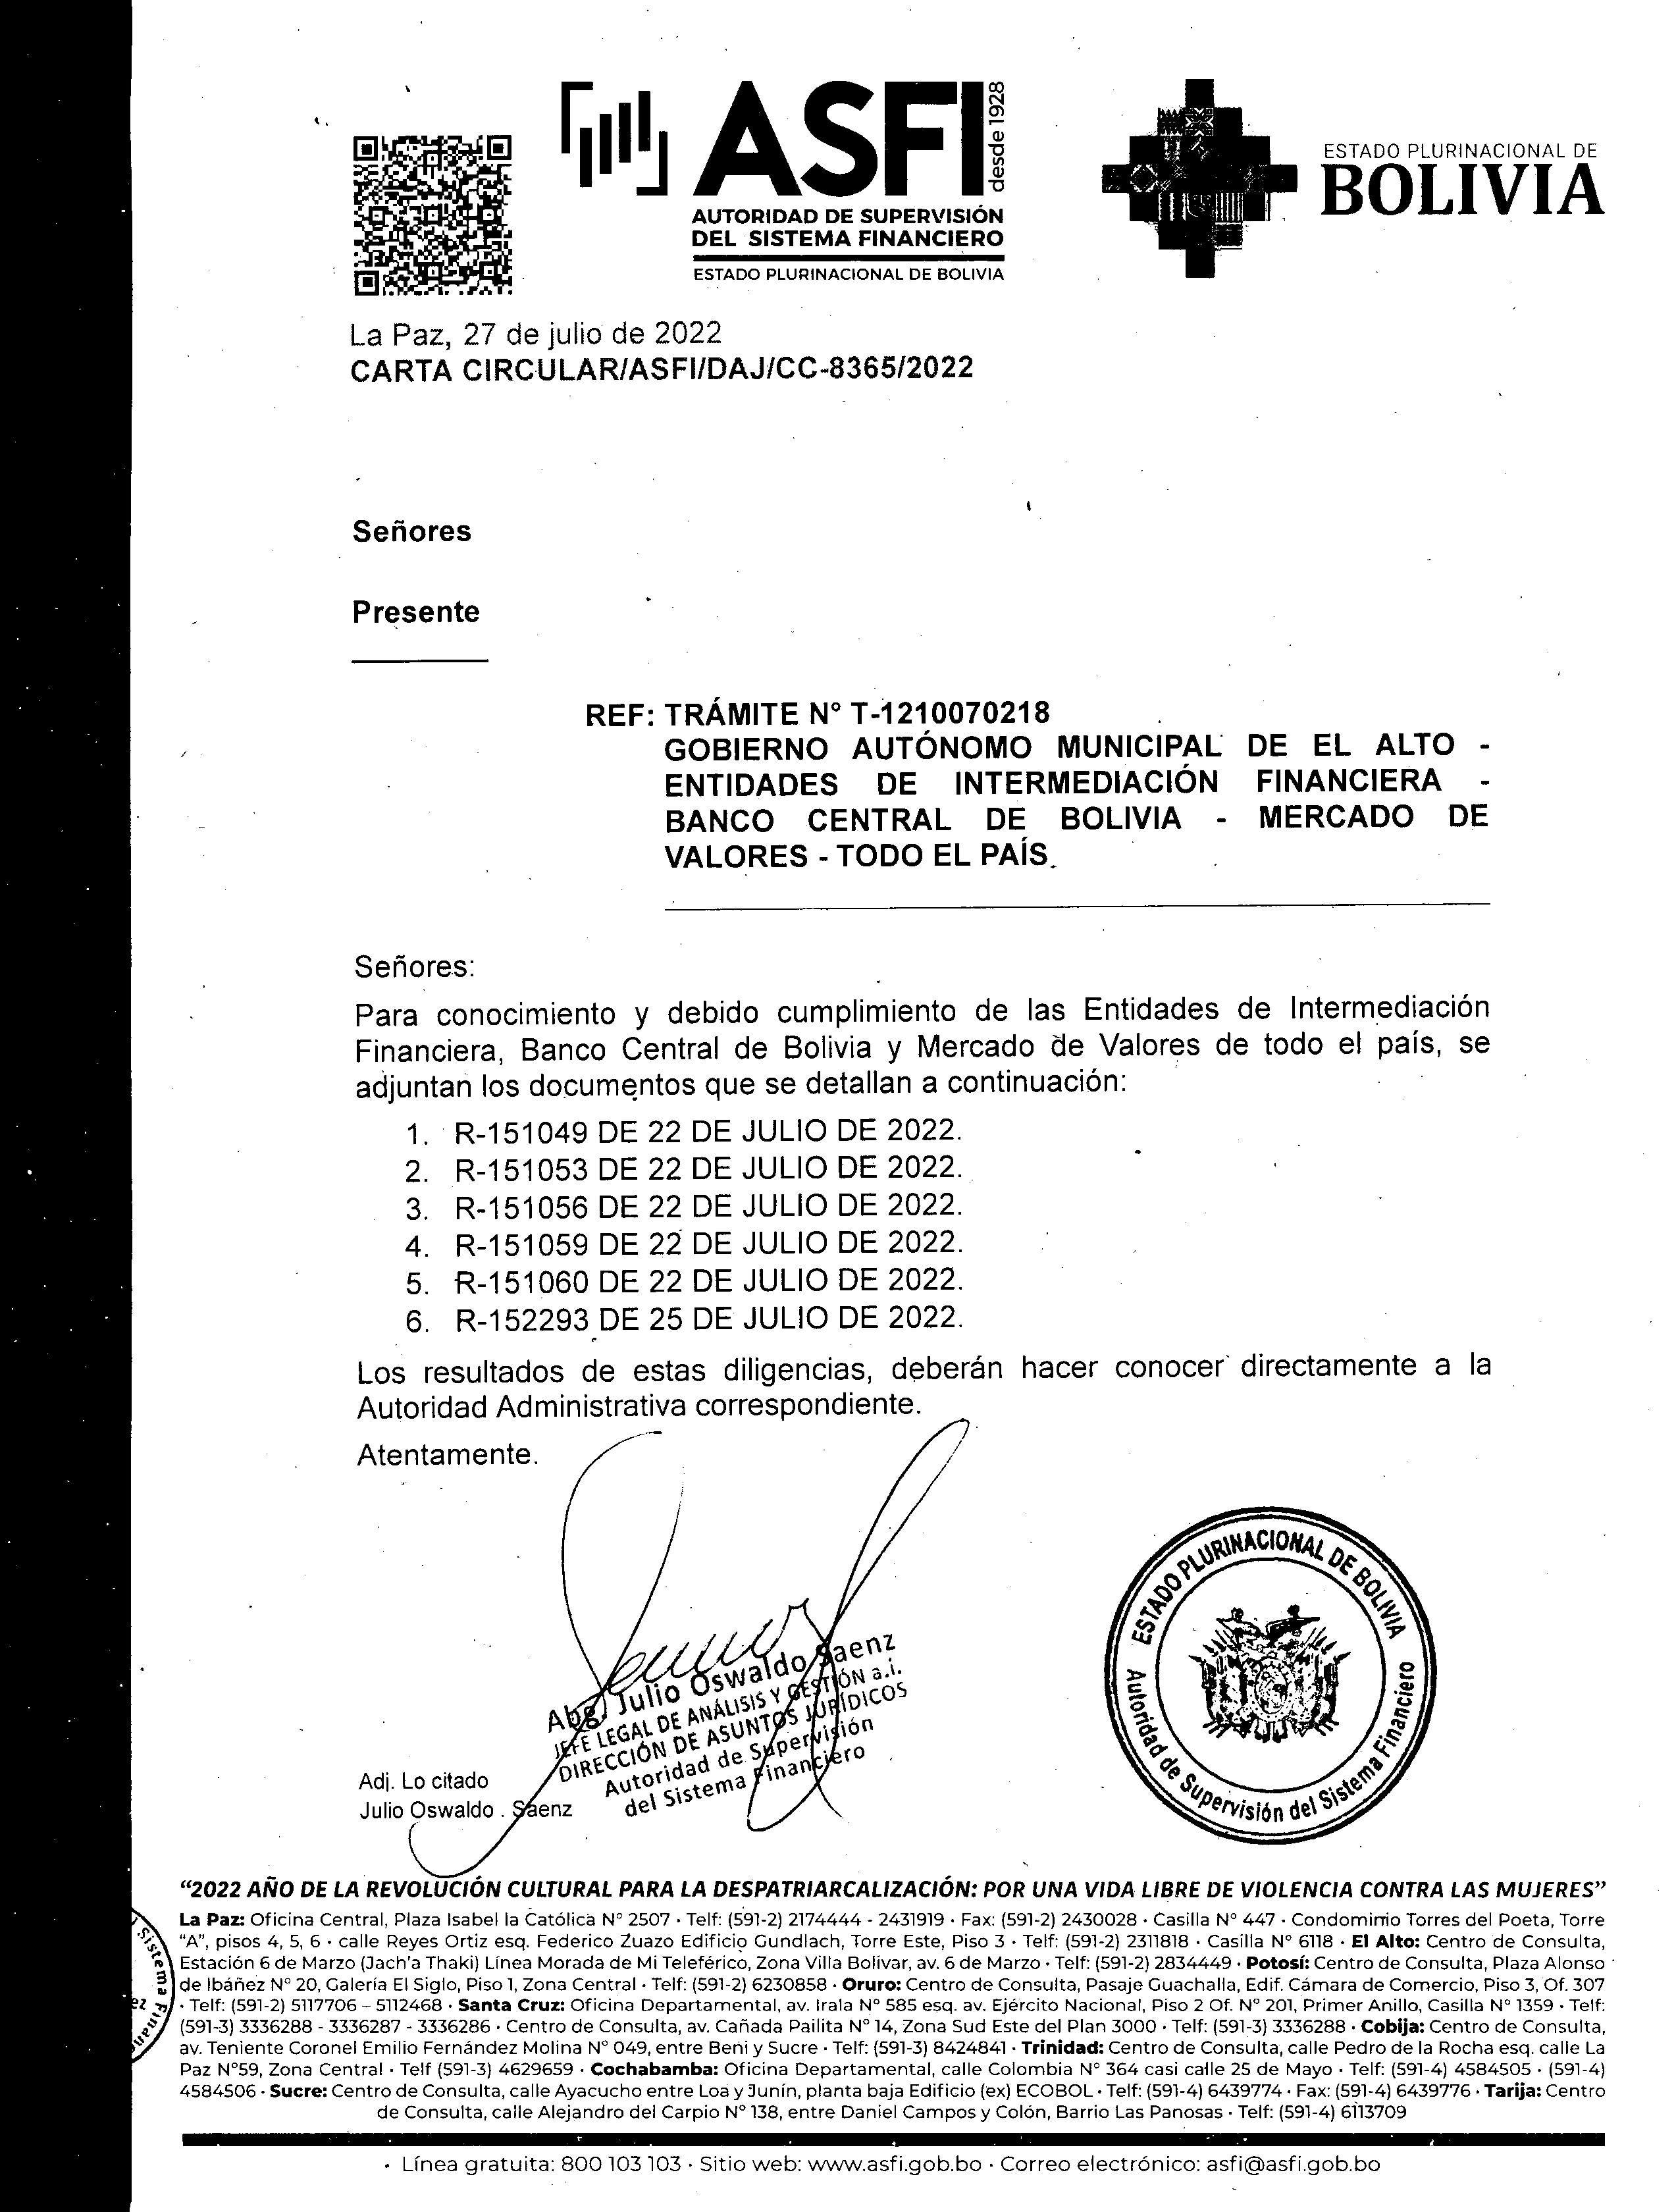 ASFI
desde 1928
AUTORIDAD DE SUPERVISIÓN
DEL SISTEMA FINANCIERO
ESTADO PLURINACIONAL DE BOLIVIA
ESTADO PLURINACIONAL DE
BOLIVIA
La Paz, 27 de julio de 2022
CARTA CIRCULAR/ASFI/DAJ/CC-8365/2022
Señores
Presente
REF: TRÁMITE N° T-1210070218
GOBIERNO AUTÓNOMO MUNICIPAL DE EL ALTO -
ENTIDADES DE INTERMEDIACIÓN FINANCIERA -
BANCO CENTRAL DE BOLIVIA - MERCADO DE
VALORES - TODO EL PAÍS.
Señores:
Para conocimiento y debido cumplimiento de las Entidades de Intermediación
Financiera, Banco Central de Bolivia y Mercado de Valores de todo el país, se
adjuntan los documentos que se detallan a continuación:
1. R-151049 DE 22 DE JULIO DE 2022.
2. R-151053 DE 22 DE JULIO DE 2022.
3. R-151056 DE 22 DE JULIO DE 2022.
4. R-151059 DE 22 DE JULIO DE 2022.
5. R-151060 DE 22 DE JULIO DE 2022.
6. R-152293 DE 25 DE JULIO DE 2022.
Los resultados de estas diligencias, deberán hacer conocer directamente a la
Autoridad Administrativa correspondiente.
Atentamente.
Abg. Julio Oswaldo Saenz
JEFE LEGAL DE ANÁLISIS Y GESTIÓN a.i.
DIRECCIÓN DE ASUNTOS JURÍDICOS
Autoridad de Supervisión
del Sistema Financiero
ESTADO PLURINACIONAL DE BOLIVIA
Autoridad de Supervisión del Sistema Financiero
Adj. Lo citado
Julio Oswaldo . Saenz
"2022 AÑO DE LA REVOLUCIÓN CULTURAL PARA LA DESPATRIARCALIZACIÓN: POR UNA VIDA LIBRE DE VIOLENCIA CONTRA LAS MUJERES"
La Paz: Oficina Central, Plaza Isabel la Católica N° 2507 · Telf: (591-2) 2174444 - 2431919 · Fax: (591-2) 2430028 · Casilla N° 447 · Condominio Torres del Poeta, Torre
"A", pisos 4, 5, 6 · calle Reyes Ortiz esq. Federico Zuazo Edificio Gundlach, Torre Este, Piso 3 · Telf: (591-2) 2311818 · Casilla N° 6118 · El Alto: Centro de Consulta,
Estación 6 de Marzo (Jach'a Thaki) Línea Morada de Mi Teleférico, Zona Villa Bolívar, av. 6 de Marzo · Telf: (591-2) 2834449 · Potosí: Centro de Consulta, Plaza Alonso
de Ibáñez N° 20, Galería El Siglo, Piso 1, Zona Central · Telf: (591-2) 6230858 · Oruro: Centro de Consulta, Pasaje Guachalla, Edif. Cámara de Comercio, Piso 3, Of. 307
· Telf: (591-2) 5117706 – 5112468 · Santa Cruz: Oficina Departamental, av. Irala N° 585 esq. av. Ejército Nacional, Piso 2 Of. N° 201, Primer Anillo, Casilla N° 1359 · Telf:
(591-3) 3336288 - 3336287 - 3336286 · Centro de Consulta, av. Cañada Pailita N° 14, Zona Sud Este del Plan 3000 · Telf: (591-3) 3336288 · Cobija: Centro de Consulta,
av. Teniente Coronel Emilio Fernández Molina N° 049, entre Beni y Sucre · Telf: (591-3) 8424841 · Trinidad: Centro de Consulta, calle Pedro de la Rocha esq. calle La
Paz N°59, Zona Central · Telf (591-3) 4629659 · Cochabamba: Oficina Departamental, calle Colombia N° 364 casi calle 25 de Mayo · Telf: (591-4) 4584505 · (591-4)
4584506 · Sucre: Centro de Consulta, calle Ayacucho entre Loa y Junín, planta baja Edificio (ex) ECOBOL · Telf: (591-4) 6439774 · Fax: (591-4) 6439776 · Tarija: Centro
de Consulta, calle Alejandro del Carpio N° 138, entre Daniel Campos y Colón, Barrio Las Panosas · Telf: (591-4) 6113709
· Línea gratuita: 800 103 103 · Sitio web: www.asfi.gob.bo · Correo electrónico: asfi@asfi.gob.bo